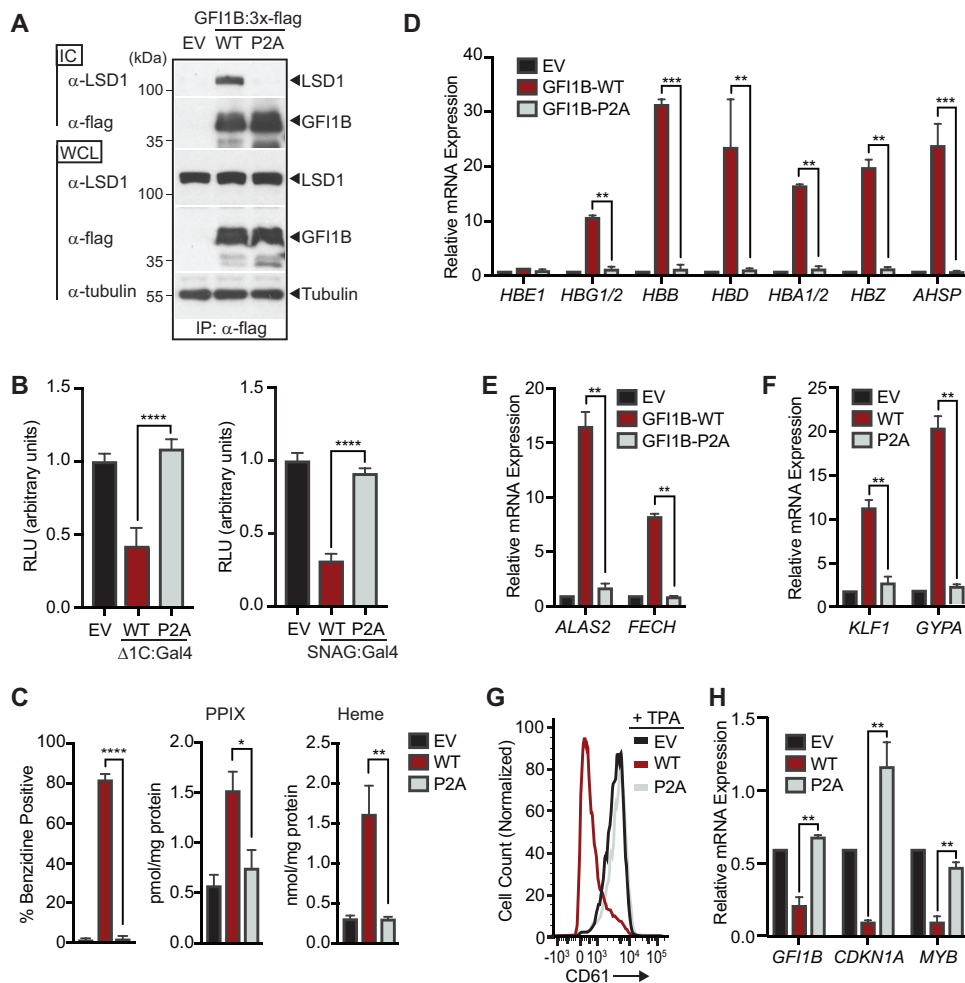 A
GFI1B:3x-flag
EV WT P2A
IC
(kDa)
α-LSD1
100
LSD1
α-flag
35
GFI1B
WCL
α-LSD1
100
LSD1
α-flag
35
GFI1B
α-tubulin
55
Tubulin
IP: α-flag
B
RLU (arbitrary units)
1.5
1.0
0.5
0.0
****
EV WT P2A
Δ1C:Gal4
RLU (arbitrary units)
1.5
1.0
0.5
0.0
****
EV WT P2A
SNAG:Gal4
C
% Benzidine Positive
100
80
60
40
20
0
****
PPIX
pmol/mg protein
2.0
1.5
1.0
0.5
0.0
*
Heme
nmol/mg protein
2.5
2.0
1.5
1.0
0.5
0.0
**
EV
WT
P2A
D
Relative mRNA Expression
40
30
20
10
0
EV
GFI1B-WT
GFI1B-P2A
** *** ** ** ** ***
HBE1 HBG1/2 HBB HBD HBA1/2 HBZ AHSP
E
Relative mRNA Expression
20
15
10
5
0
EV
GFI1B-WT
GFI1B-P2A
** **
ALAS2 FECH
F
Relative mRNA Expression
25
20
15
10
5
0
EV
WT
P2A
** **
KLF1 GYPA
G
Cell Count (Normalized)
100
80
60
40
20
0
+ TPA
EV
WT
P2A
-10³ 0 10³ 10⁴ 10⁵
CD61
H
Relative mRNA Expression
1.5
1.0
0.5
0.0
EV
WT
P2A
** ** **
GFI1B CDKN1A MYB